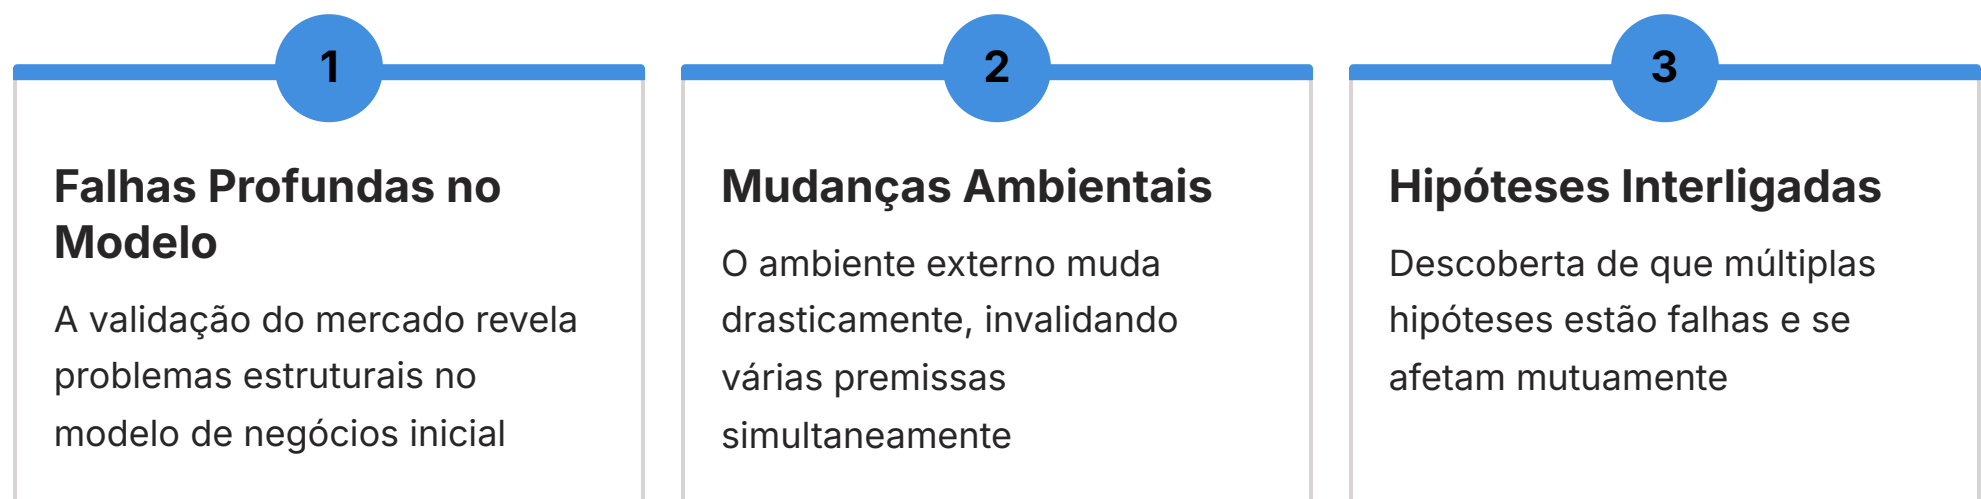 1
Falhas Profundas no
Modelo
A validação do mercado revela
problemas estruturais no
modelo de negócios inicial
2
Mudanças Ambientais
O ambiente externo muda
drasticamente, invalidando
várias premissas
simultaneamente
3
Hipóteses Interligadas
Descoberta de que múltiplas
hipóteses estão falhas e se
afetam mutuamente